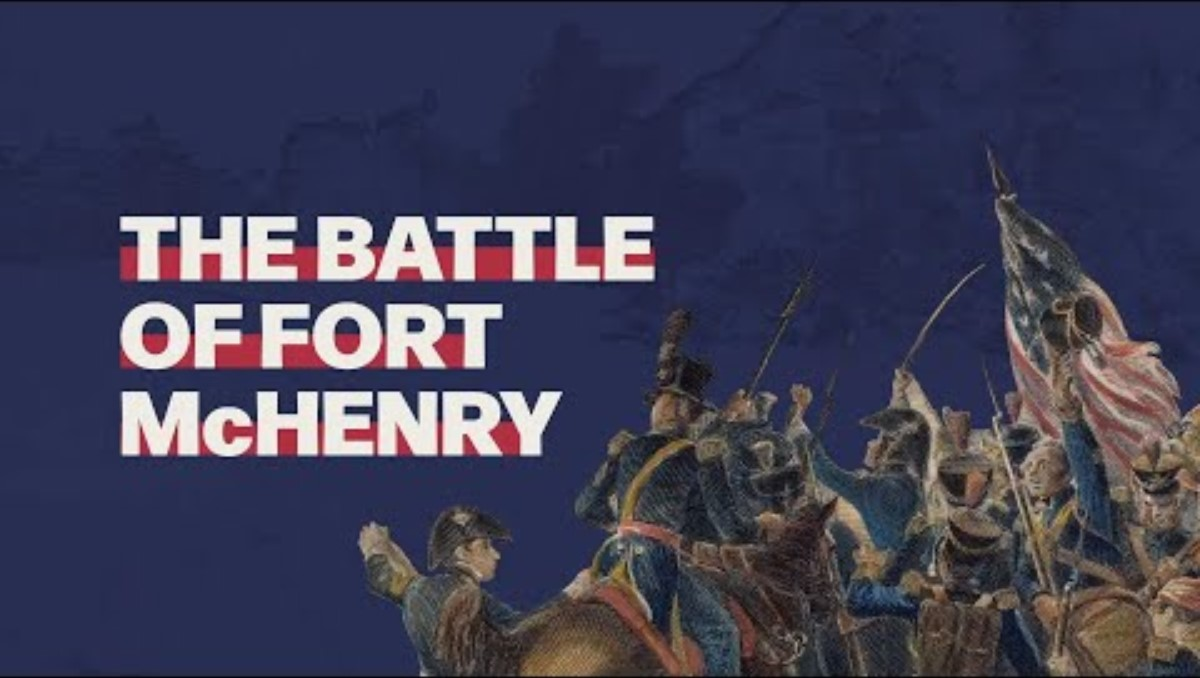 THE BATTLE
OF FORT
McHENRY